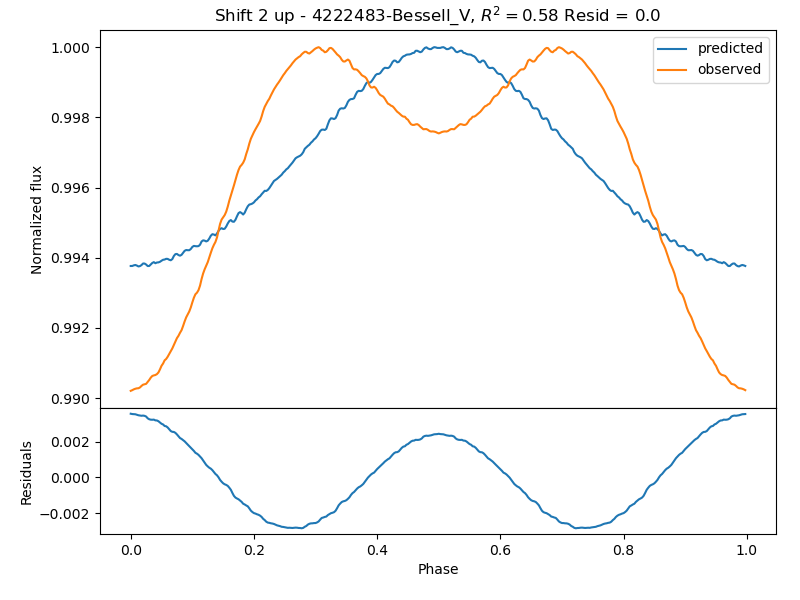 Shift 2 up - 4222483-Bessell_V, R² = 0.58 Resid = 0.0
predicted
observed
Normalized flux
1.000
0.998
0.996
0.994
0.992
0.990
Residuals
0.002
0.000
−0.002
0.0 0.2 0.4 0.6 0.8 1.0
Phase